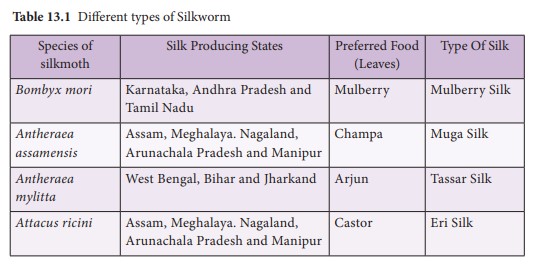 Table 13.1 Different types of Silkworm
Species of silkmoth | Silk Producing States | Preferred Food (Leaves) | Type Of Silk
Bombyx mori | Karnataka, Andhra Pradesh and Tamil Nadu | Mulberry | Mulberry Silk
Antheraea assamensis | Assam, Meghalaya. Nagaland, Arunachala Pradesh and Manipur | Champa | Muga Silk
Antheraea mylitta | West Bengal, Bihar and Jharkand | Arjun | Tassar Silk
Attacus ricini | Assam, Meghalaya. Nagaland, Arunachala Pradesh and Manipur | Castor | Eri Silk